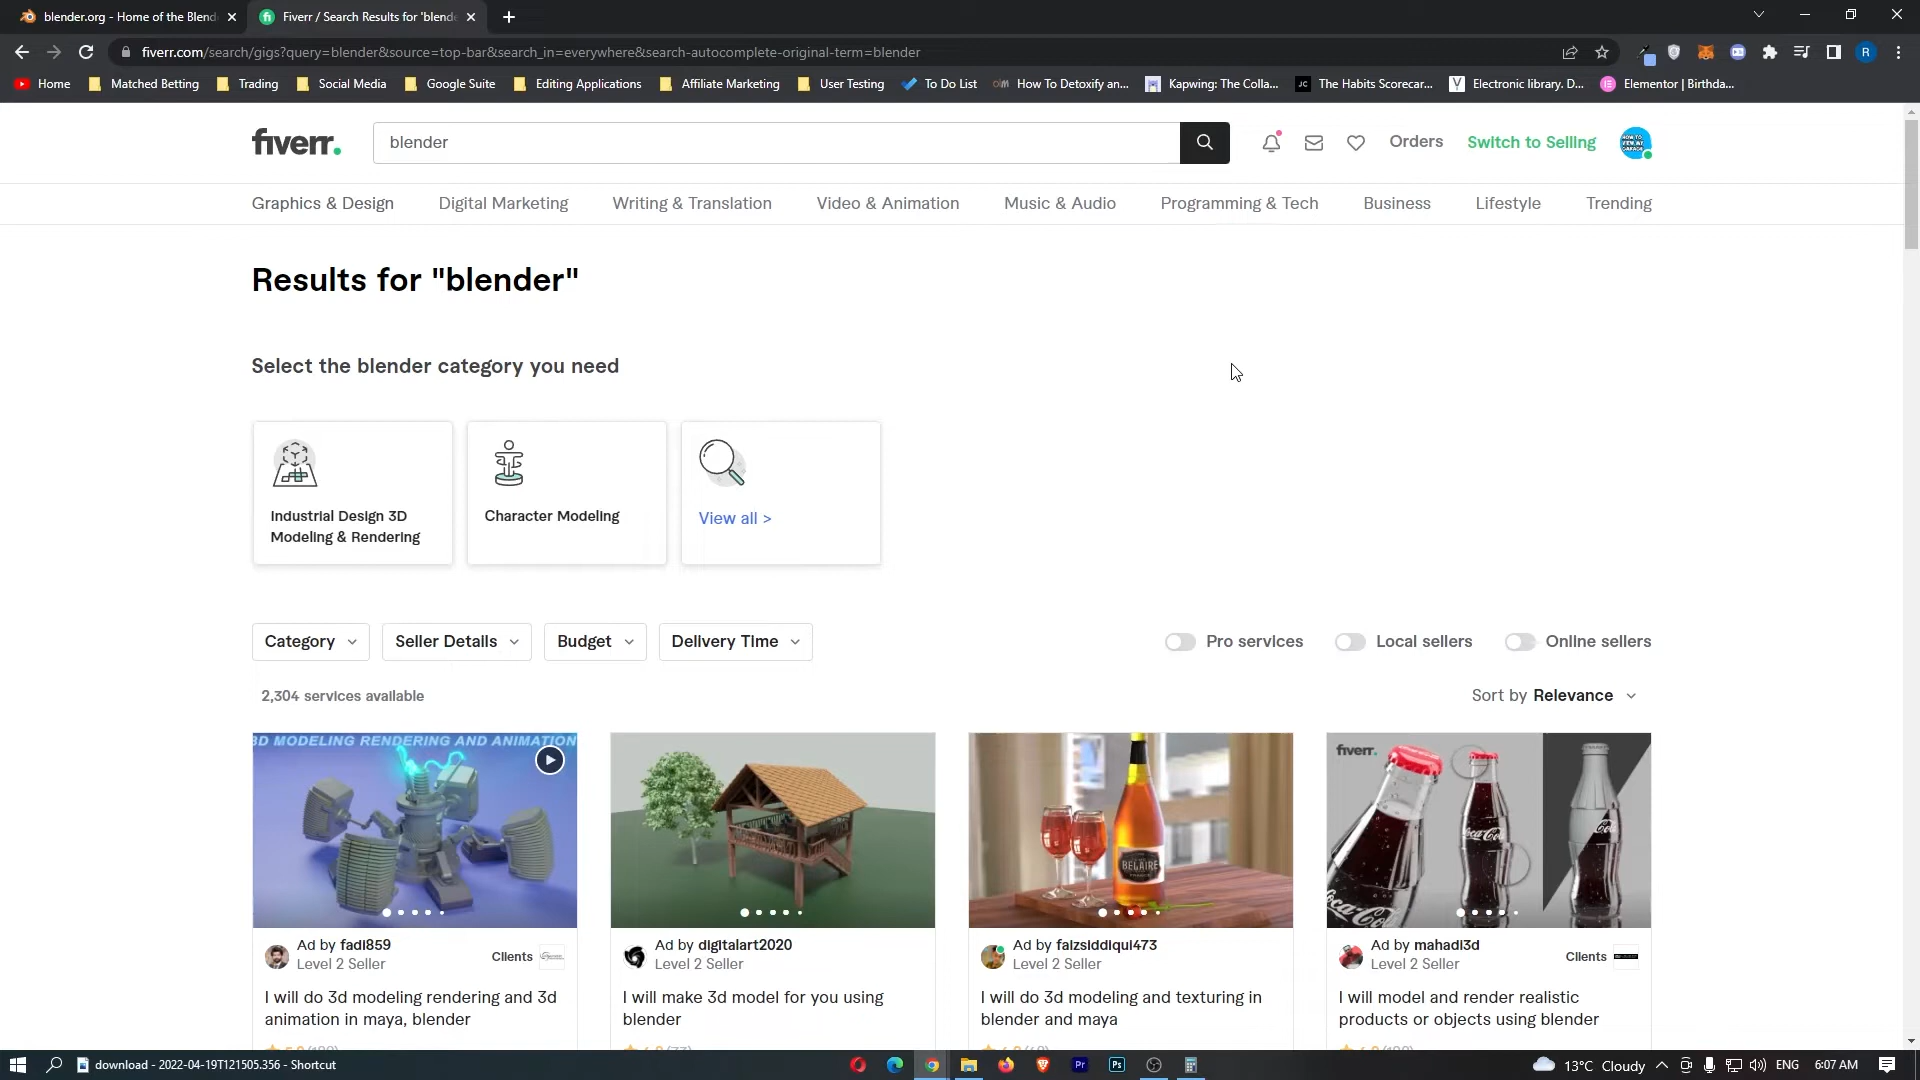 blender.org - Home of the Blend
Fiverr / Search Results for 'blende
fiverr.com/search/gigs?query=blender&source=top-bar&search_in=everywhere&search-autocomplete-original-term=blender
R
Home
Matched Betting
Trading
Social Media
Google Suite
Editing Applications
Affiliate Marketing
User Testing
To Do List
How To Detoxify an...
Kapwing: The Colla...
JC
The Habits Scorecar...
Electronic library. D...
Elementor | Birthda...
fiverr.
blender
Orders
Switch to Selling
Graphics & Design
Digital Marketing
Writing & Translation
Video & Animation
Music & Audio
Programming & Tech
Business
Lifestyle
Trending
Results for "blender"
Select the blender category you need
Industrial Design 3D
Modeling & Rendering
Character Modeling
View all >
Category
Seller Details
Budget
Delivery Time
Pro services
Local sellers
Online sellers
2,304 services available
Sort by Relevance
3D MODELING RENDERING AND ANIMATION
BELAIRE
fiverr.
Coca-Cola
Ad by fadi859
Level 2 Seller
Clients
Ad by digitalart2020
Level 2 Seller
Ad by faizsiddiqui473
Level 2 Seller
Ad by mahadi3d
Level 2 Seller
Clients
I will do 3d modeling rendering and 3d
animation in maya, blender
I will make 3d model for you using
blender
I will do 3d modeling and texturing in
blender and maya
I will model and render realistic
products or objects using blender
download - 2022-04-19T121505.356 - Shortcut
Pr
Ps
13°C Cloudy
ENG
6:07 AM